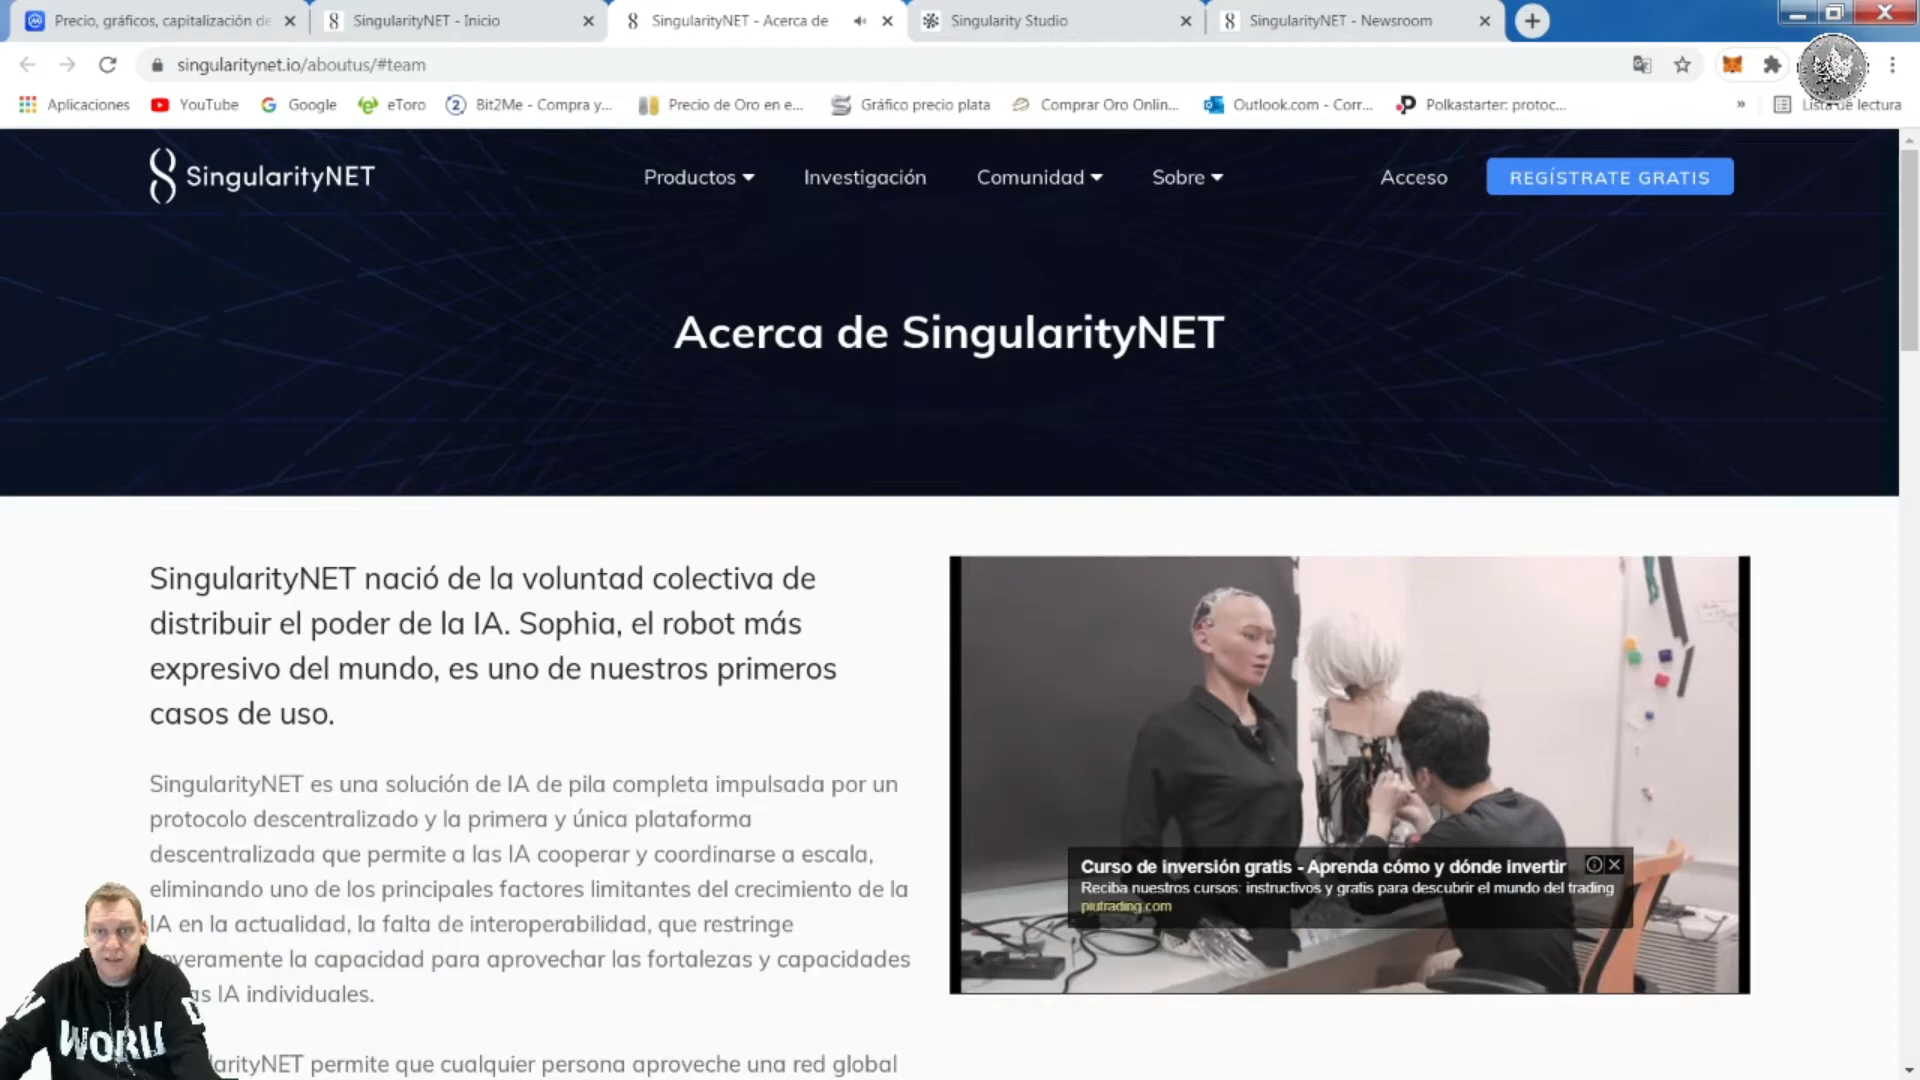 Precio, gráficos, capitalización de
SingularityNET - Inicio
SingularityNET - Acerca de
Singularity Studio
SingularityNET - Newsroom
singularitynet.io/aboutus/#team
Aplicaciones
YouTube
Google
eToro
Bit2Me - Compra y...
Precio de Oro en e...
Gráfico precio plata
Comprar Oro Onlin...
Outlook.com - Corr...
Polkastarter: protoc...
»
Lista de lectura
SingularityNET
Productos
Investigación
Comunidad
Sobre
Acceso
REGÍSTRATE GRATIS
Acerca de SingularityNET
SingularityNET nació de la voluntad colectiva de
distribuir el poder de la IA. Sophia, el robot más
expresivo del mundo, es uno de nuestros primeros
casos de uso.
SingularityNET es una solución de IA de pila completa impulsada por un
protocolo descentralizado y la primera y única plataforma
descentralizada que permite a las IA cooperar y coordinarse a escala,
eliminando uno de los principales factores limitantes del crecimiento de la
IA en la actualidad, la falta de interoperabilidad, que restringe
veramente la capacidad para aprovechar las fortalezas y capacidades
as IA individuales.
larityNET permite que cualquier persona aproveche una red global
Curso de inversión gratis - Aprenda cómo y dónde invertir
Reciba nuestros cursos: instructivos y gratis para descubrir el mundo del trading
piutrading.com
WORLD